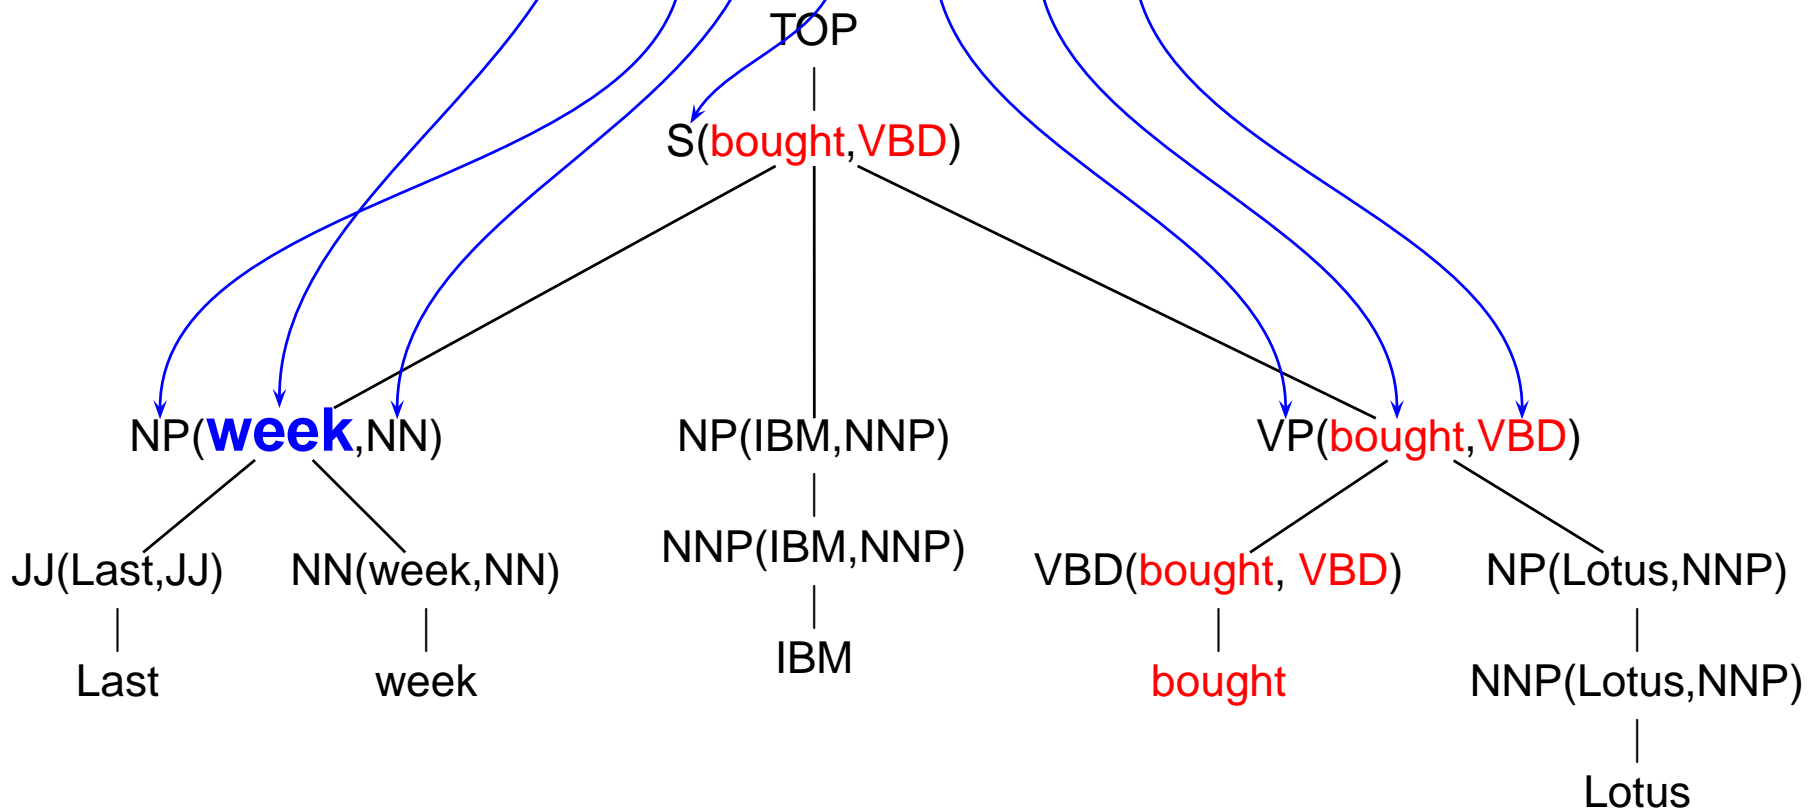 TOP
S(bought,VBD)
NP(week,NN) NP(IBM,NNP) VP(bought,VBD)
JJ(Last,JJ) NN(week,NN) NNP(IBM,NNP) VBD(bought, VBD) NP(Lotus,NNP)
Last week IBM bought NNP(Lotus,NNP)
Lotus